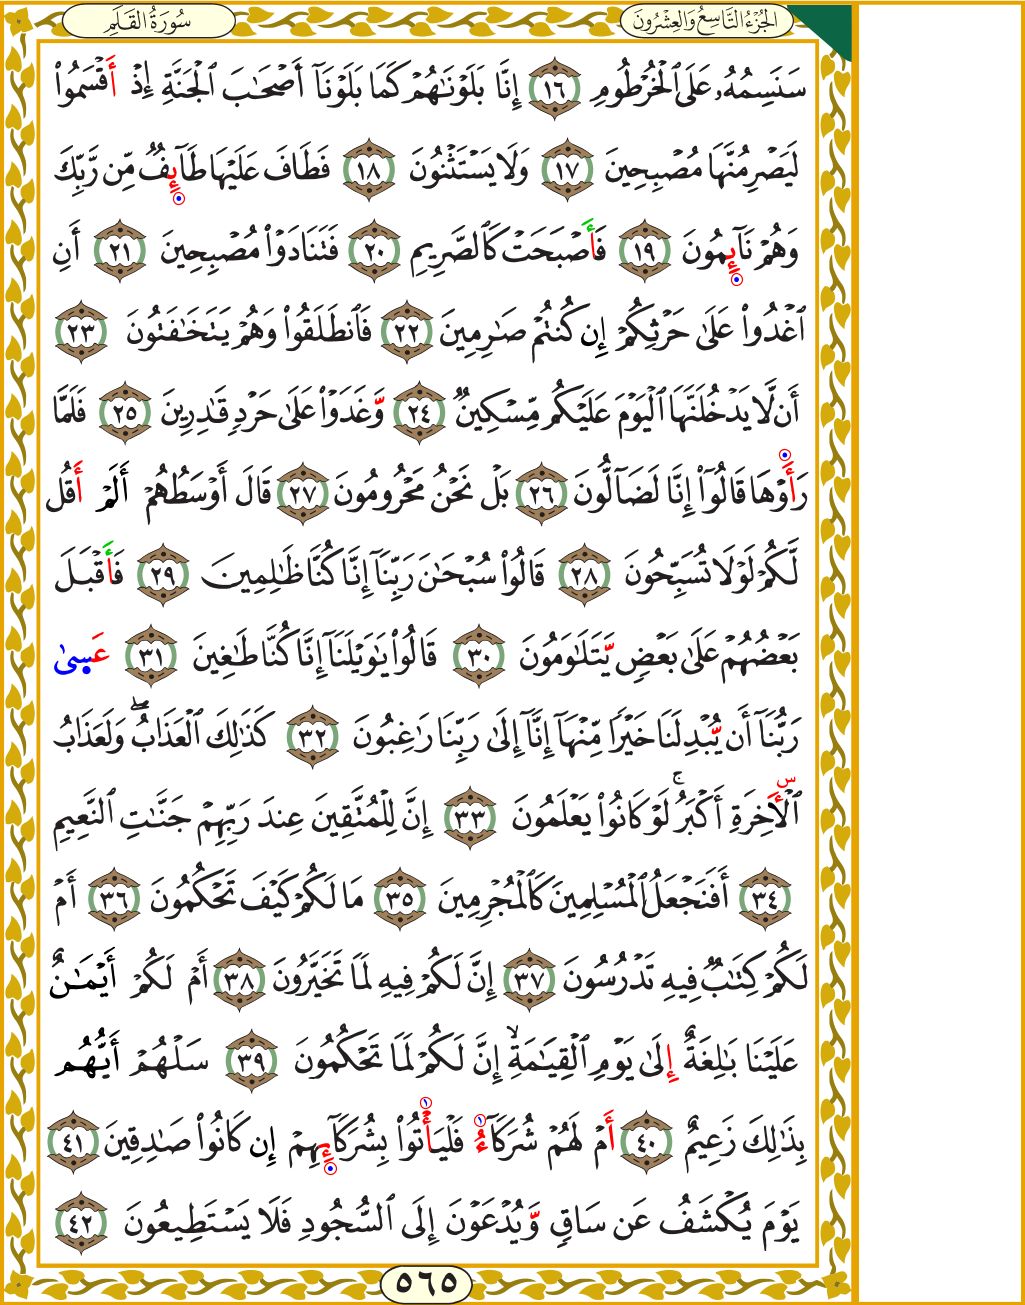 الجُزْءُ التَّاسِعُ وَالعِشْرُونَ
سُورَةُ القَلَمِ
سَنَسِمُهُۥ عَلَى ٱلْخُرْطُومِ ١٦ إِنَّا بَلَوْنَٰهُمْ كَمَا بَلَوْنَآ أَصْحَٰبَ ٱلْجَنَّةِ إِذْ أَقْسَمُوا۟
لَيَصْرِمُنَّهَا مُصْبِحِينَ ١٧ وَلَا يَسْتَثْنُونَ ١٨ فَطَافَ عَلَيْهَا طَآئِفٌ مِّن رَّبِّكَ
وَهُمْ نَآئِمُونَ ١٩ فَأَصْبَحَتْ كَٱلصَّرِيمِ ٢٠ فَتَنَادَوْا۟ مُصْبِحِينَ ٢١ أَنِ
ٱغْدُوا۟ عَلَىٰ حَرْثِكُمْ إِن كُنتُمْ صَٰرِمِينَ ٢٢ فَٱنطَلَقُوا۟ وَهُمْ يَتَخَٰفَتُونَ ٢٣
أَن لَّا يَدْخُلَنَّهَا ٱلْيَوْمَ عَلَيْكُم مِّسْكِينٌ ٢٤ وَّغَدَوْا۟ عَلَىٰ حَرْدٍ قَٰدِرِينَ ٢٥ فَلَمَّا
رَأَوْهَا قَالُوٓا۟ إِنَّا لَضَآلُّونَ ٢٦ بَلْ نَحْنُ مَحْرُومُونَ ٢٧ قَالَ أَوْسَطُهُمْ أَلَمْ أَقُل
لَّكُمْ لَوْلَا تُسَبِّحُونَ ٢٨ قَالُوا۟ سُبْحَٰنَ رَبِّنَآ إِنَّا كُنَّا ظَٰلِمِينَ ٢٩ فَأَقْبَلَ
بَعْضُهُمْ عَلَىٰ بَعْضٍ يَّتَلَٰوَمُونَ ٣٠ قَالُوا۟ يَٰوَيْلَنَآ إِنَّا كُنَّا طَٰغِينَ ٣١ عَسِىٰ
رَبُّنَآ أَن يُّبْدِلَنَا خَيْرًا مِّنْهَآ إِنَّآ إِلَىٰ رَبِّنَا رَٰغِبُونَ ٣٢ كَذَٰلِكَ ٱلْعَذَابُ ۖ وَلَعَذَابُ
ٱلْأَخِرَةِ أَكْبَرُ ۚ لَوْ كَانُوا۟ يَعْلَمُونَ ٣٣ إِنَّ لِلْمُتَّقِينَ عِندَ رَبِّهِمْ جَنَّٰتِ ٱلنَّعِيمِ
٣٤ أَفَنَجْعَلُ ٱلْمُسْلِمِينَ كَٱلْمُجْرِمِينَ ٣٥ مَا لَكُمْ كَيْفَ تَحْكُمُونَ ٣٦ أَمْ
لَكُمْ كِتَٰبٌ فِيهِ تَدْرُسُونَ ٣٧ إِنَّ لَكُمْ فِيهِ لَمَا تَخَيَّرُونَ ٣٨ أَمْ لَكُمْ أَيْمَٰنٌ
عَلَيْنَا بَٰلِغَةٌ إِلَىٰ يَوْمِ ٱلْقِيَٰمَةِ ۙ إِنَّ لَكُمْ لَمَا تَحْكُمُونَ ٣٩ سَلْهُمْ أَيُّهُم
بِذَٰلِكَ زَعِيمٌ ٤٠ أَمْ لَهُمْ شُرَكَآءُ فَلْيَأْتُوا۟ بِشُرَكَآئِهِمْ إِن كَانُوا۟ صَٰدِقِينَ ٤١
يَوْمَ يُكْشَفُ عَن سَاقٍ وَّيُدْعَوْنَ إِلَى ٱلسُّجُودِ فَلَا يَسْتَطِيعُونَ ٤٢
٥٦٥